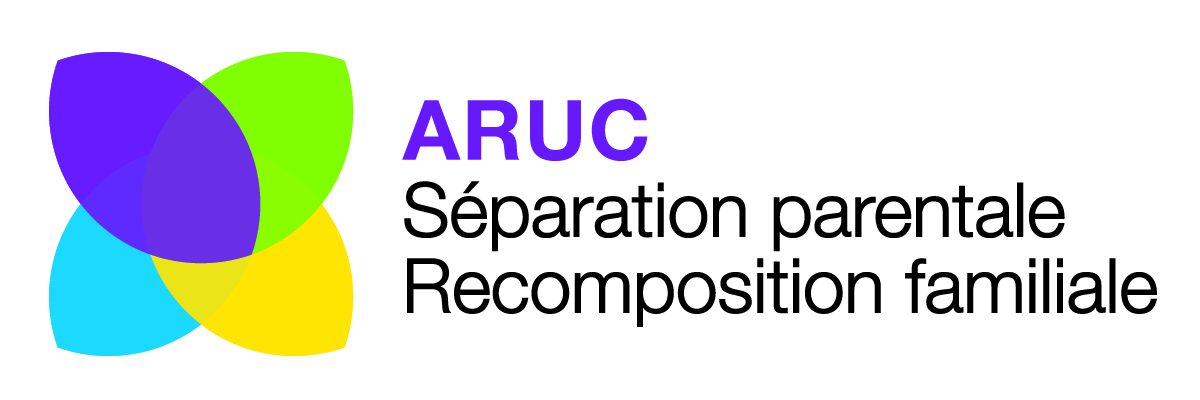 ARUC
Séparation parentale
Recomposition familiale